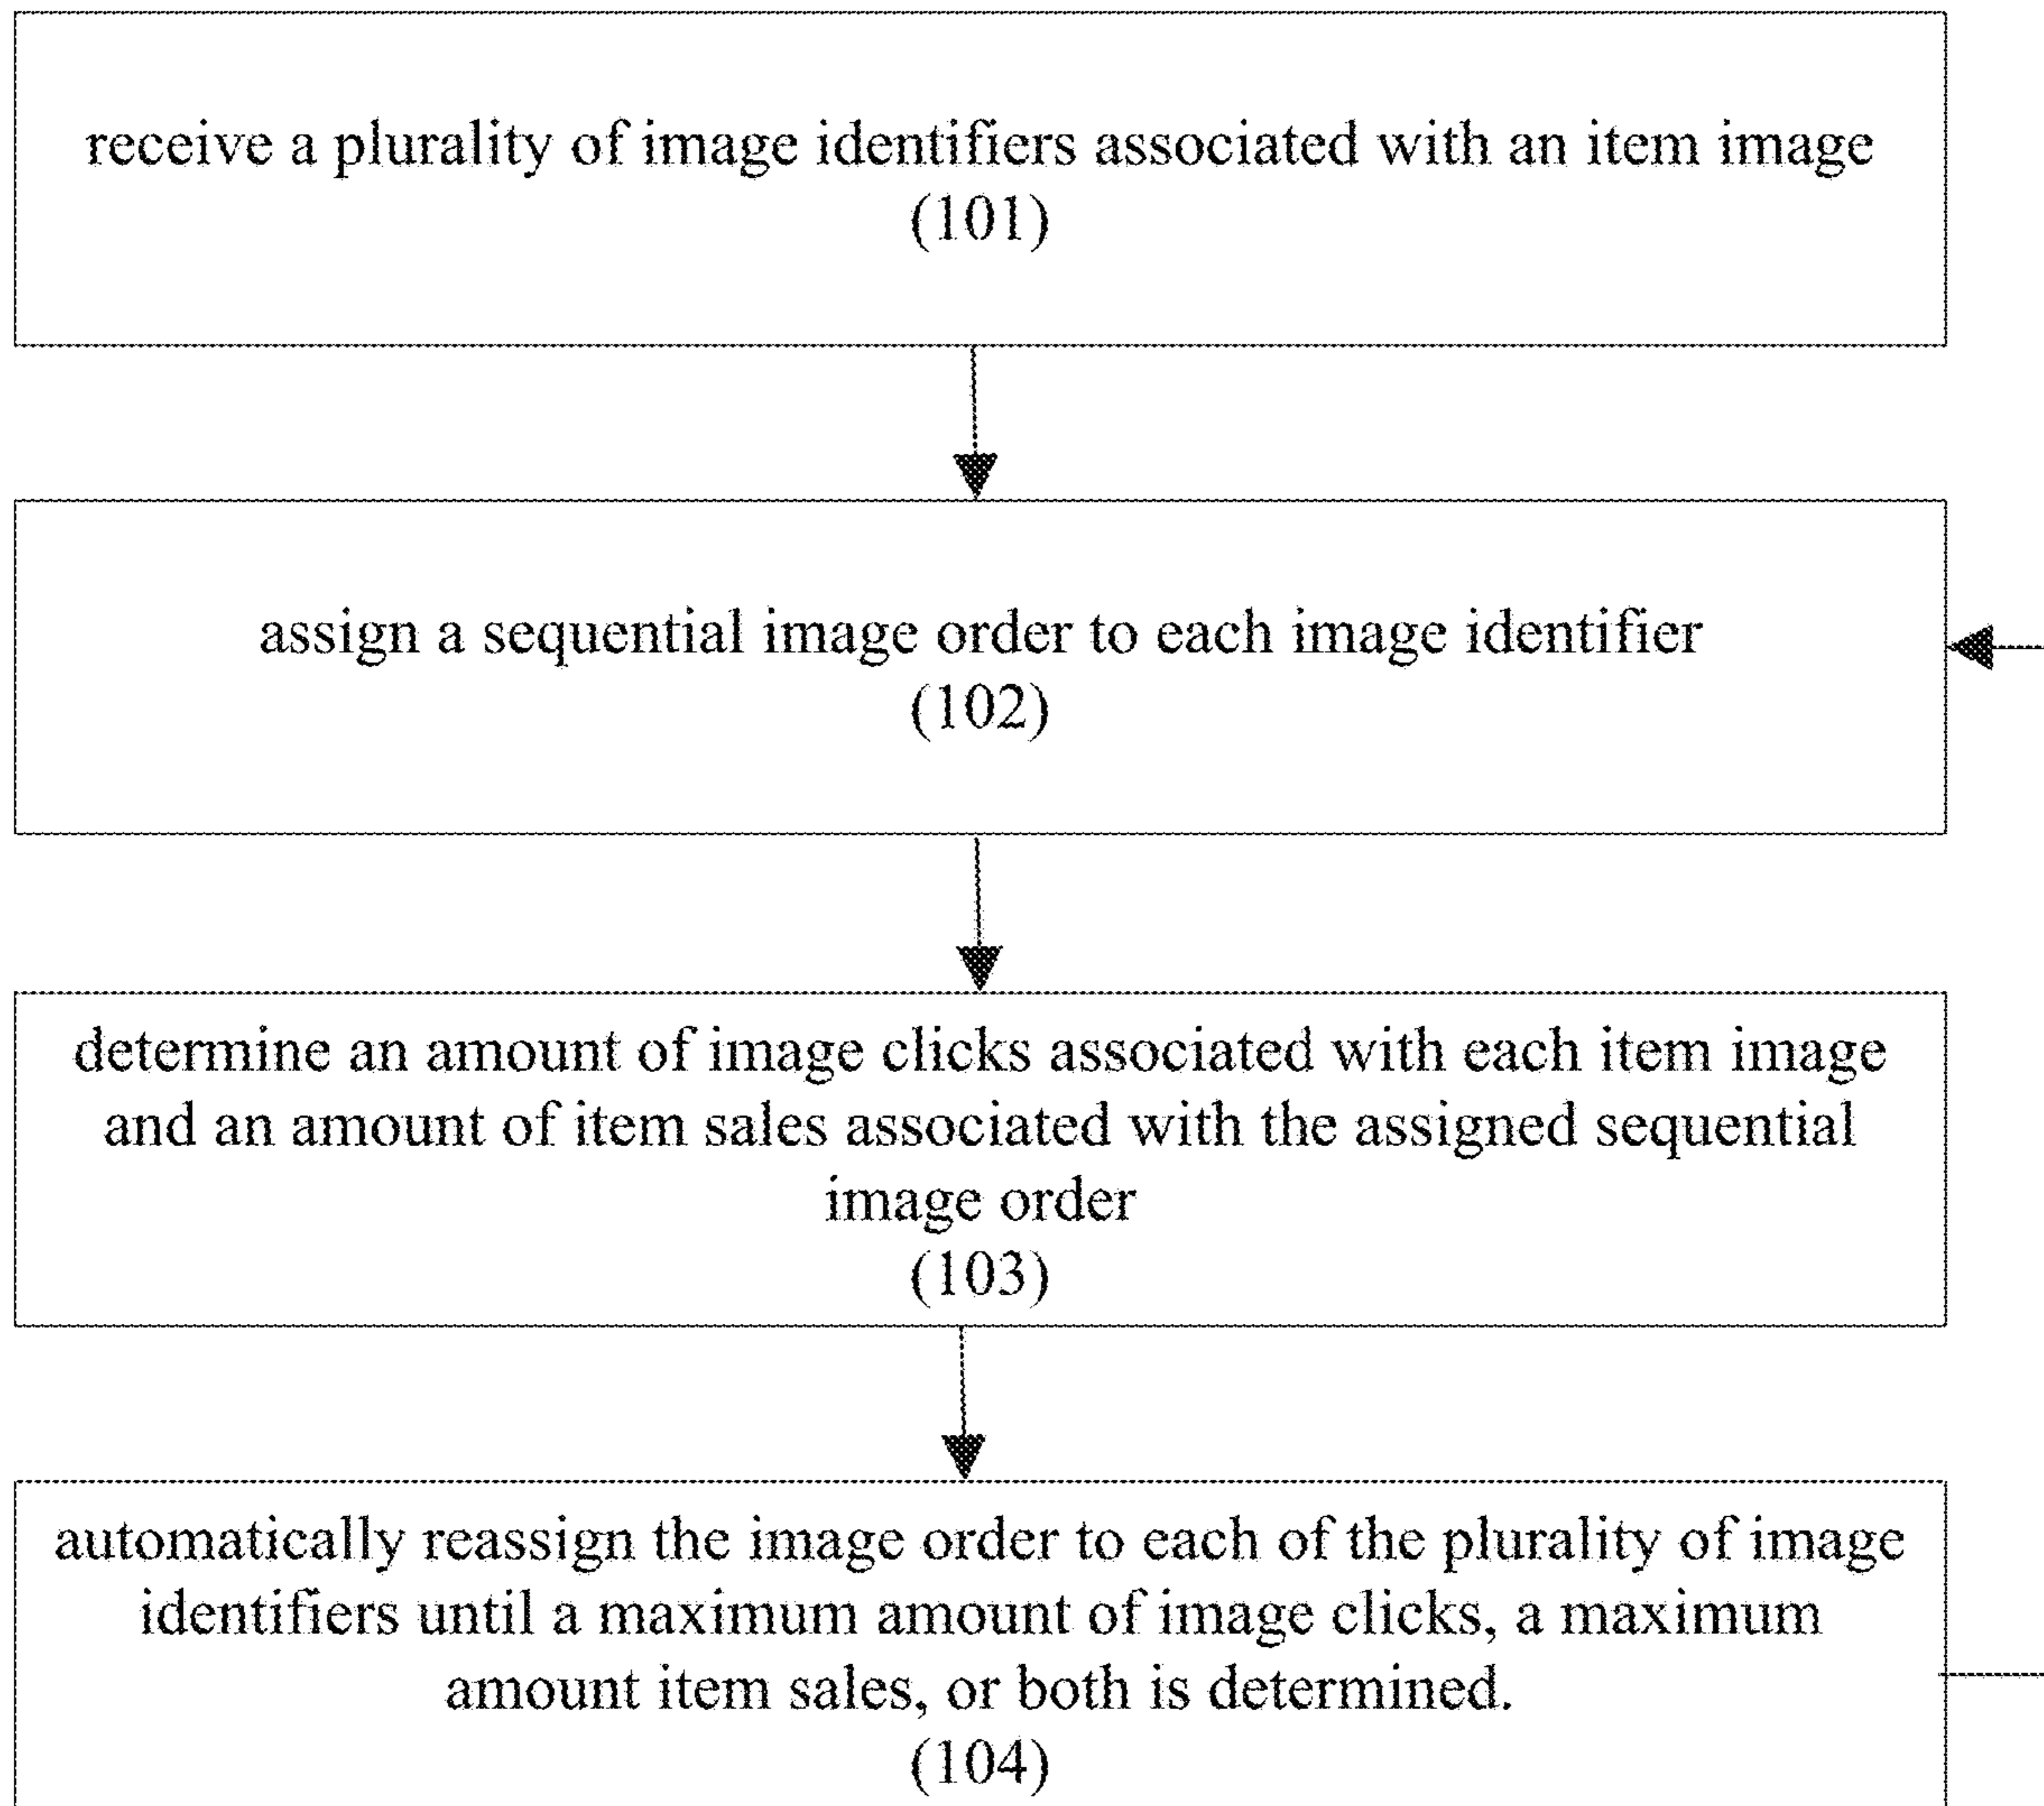 receive a plurality of image identifiers associated with an item image
(101)
assign a sequential image order to each image identifier
(102)
determine an amount of image clicks associated with each item image
and an amount of item sales associated with the assigned sequential
image order
(103)
automatically reassign the image order to each of the plurality of image
identifiers until a maximum amount of image clicks, a maximum
amount item sales, or both is determined.
(104)